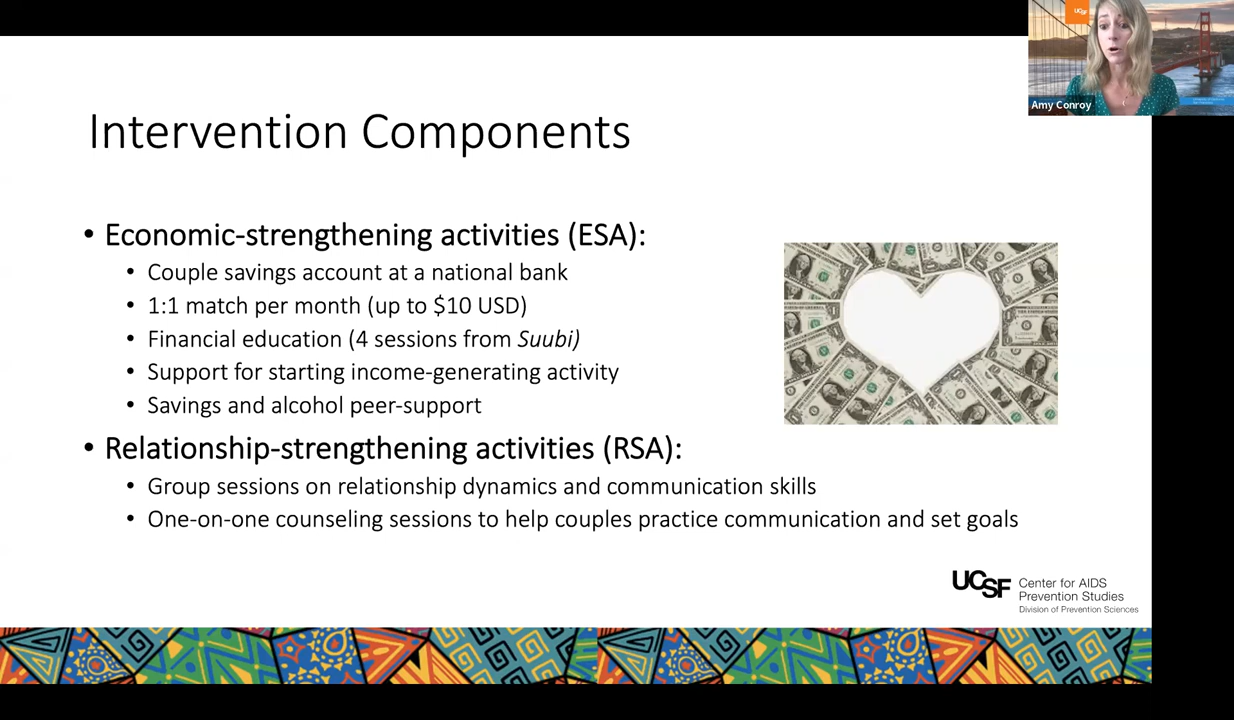 UCSF
Amy Conroy
Intervention Components
• Economic-strengthening activities (ESA):
• Couple savings account at a national bank
• 1:1 match per month (up to $10 USD)
• Financial education (4 sessions from Suubi)
• Support for starting income-generating activity
• Savings and alcohol peer-support
• Relationship-strengthening activities (RSA):
• Group sessions on relationship dynamics and communication skills
• One-on-one counseling sessions to help couples practice communication and set goals
UCSF
Center for AIDS
Prevention Studies
Division of Prevention Sciences